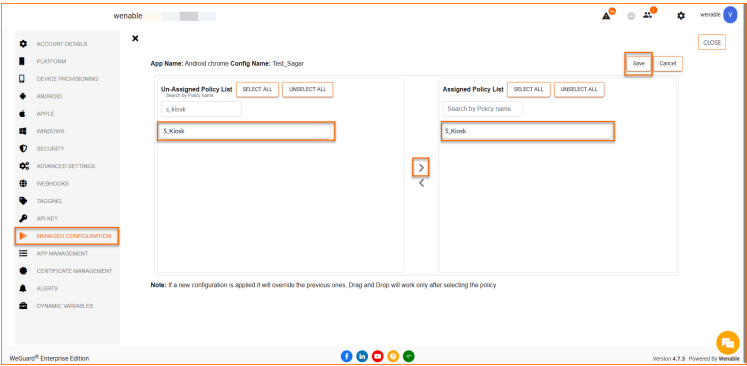 wenable
wenable V
ACCOUNT DETAILS
PLATFORM
DEVICE PROVISIONING
ANDROID
APPLE
WINDOWS
SECURITY
ADVANCED SETTINGS
WEBHOOKS
TAGGING
API KEY
MANAGED CONFIGURATION
APP MANAGEMENT
CERTIFICATE MANAGEMENT
ALERTS
DYNAMIC VARIABLES
CLOSE
App Name: Android.chrome Config Name: Test_Sagar
Save Cancel
Un-Assigned Policy List SELECT ALL UNSELECT ALL
Search by Policy name
s_kiosk
S_Kiosk
Assigned Policy List SELECT ALL UNSELECT ALL
Search by Policy name
S_Kiosk
Note: If a new configuration is applied it will override the previous ones, Drag and Drop will work only after selecting the policy
WeGuard® Enterprise Edition
Version 4.7.3 Powered By Wenable